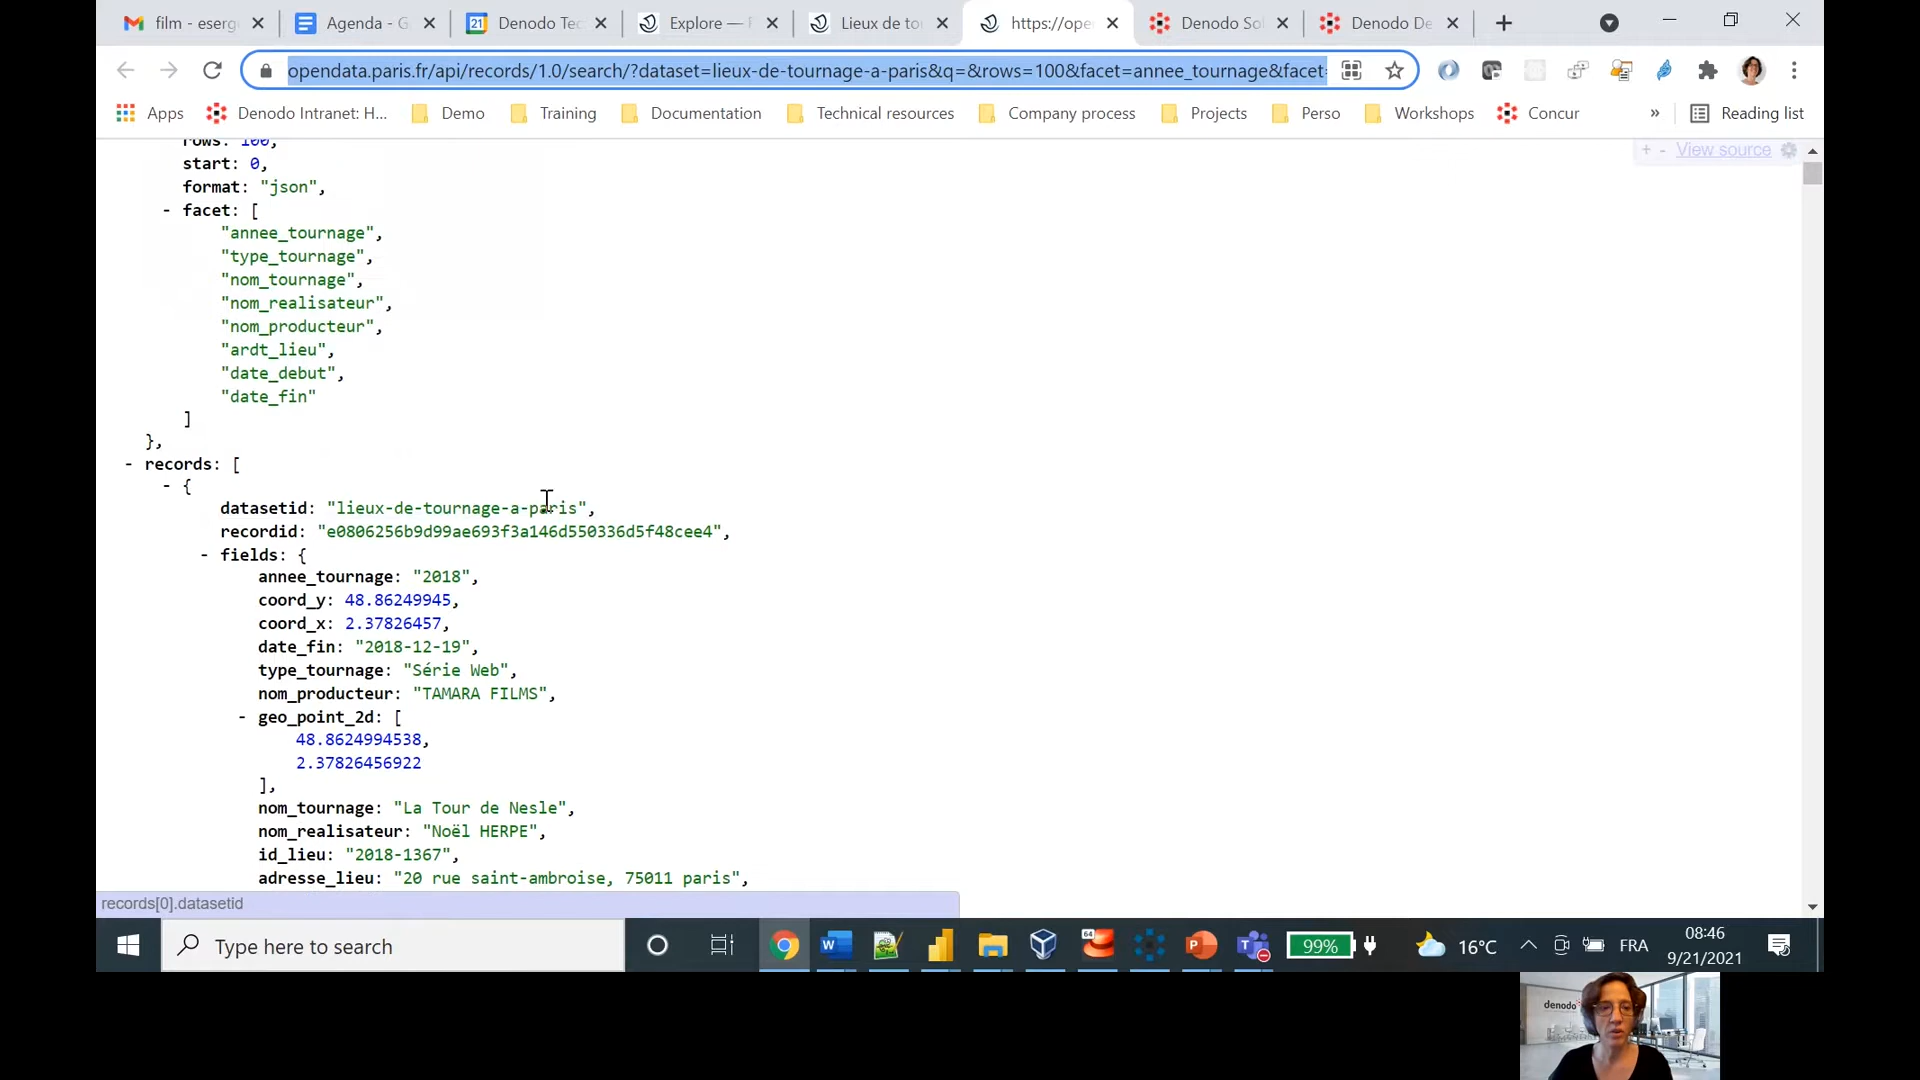 film - eserg
Agenda - G
Denodo Tec
Explore — F
Lieux de to
https://ope
Denodo Sol
Denodo De
opendata.paris.fr/api/records/1.0/search/?dataset=lieux-de-tournage-a-paris&q=&rows=100&facet=annee_tournage&facet=
Apps
Denodo Intranet: H...
Demo
Training
Documentation
Technical resources
Company process
Projects
Perso
Workshops
Concur
»
Reading list
+ - View source
rows: 100,
start: 0,
format: "json",
- facet: [
"annee_tournage",
"type_tournage",
"nom_tournage",
"nom_realisateur",
"nom_producteur",
"ardt_lieu",
"date_debut",
"date_fin"
]
},
- records: [
- {
datasetid: "lieux-de-tournage-a-paris",
recordid: "e0806256b9d99ae693f3a146d550336d5f48cee4",
- fields: {
annee_tournage: "2018",
coord_y: 48.86249945,
coord_x: 2.37826457,
date_fin: "2018-12-19",
type_tournage: "Série Web",
nom_producteur: "TAMARA FILMS",
- geo_point_2d: [
48.8624994538,
2.37826456922
],
nom_tournage: "La Tour de Nesle",
nom_realisateur: "Noël HERPE",
id_lieu: "2018-1367",
adresse_lieu: "20 rue saint-ambroise, 75011 paris",
records[0].datasetid
Type here to search
99%
16°C
FRA
08:46
9/21/2021
denodo